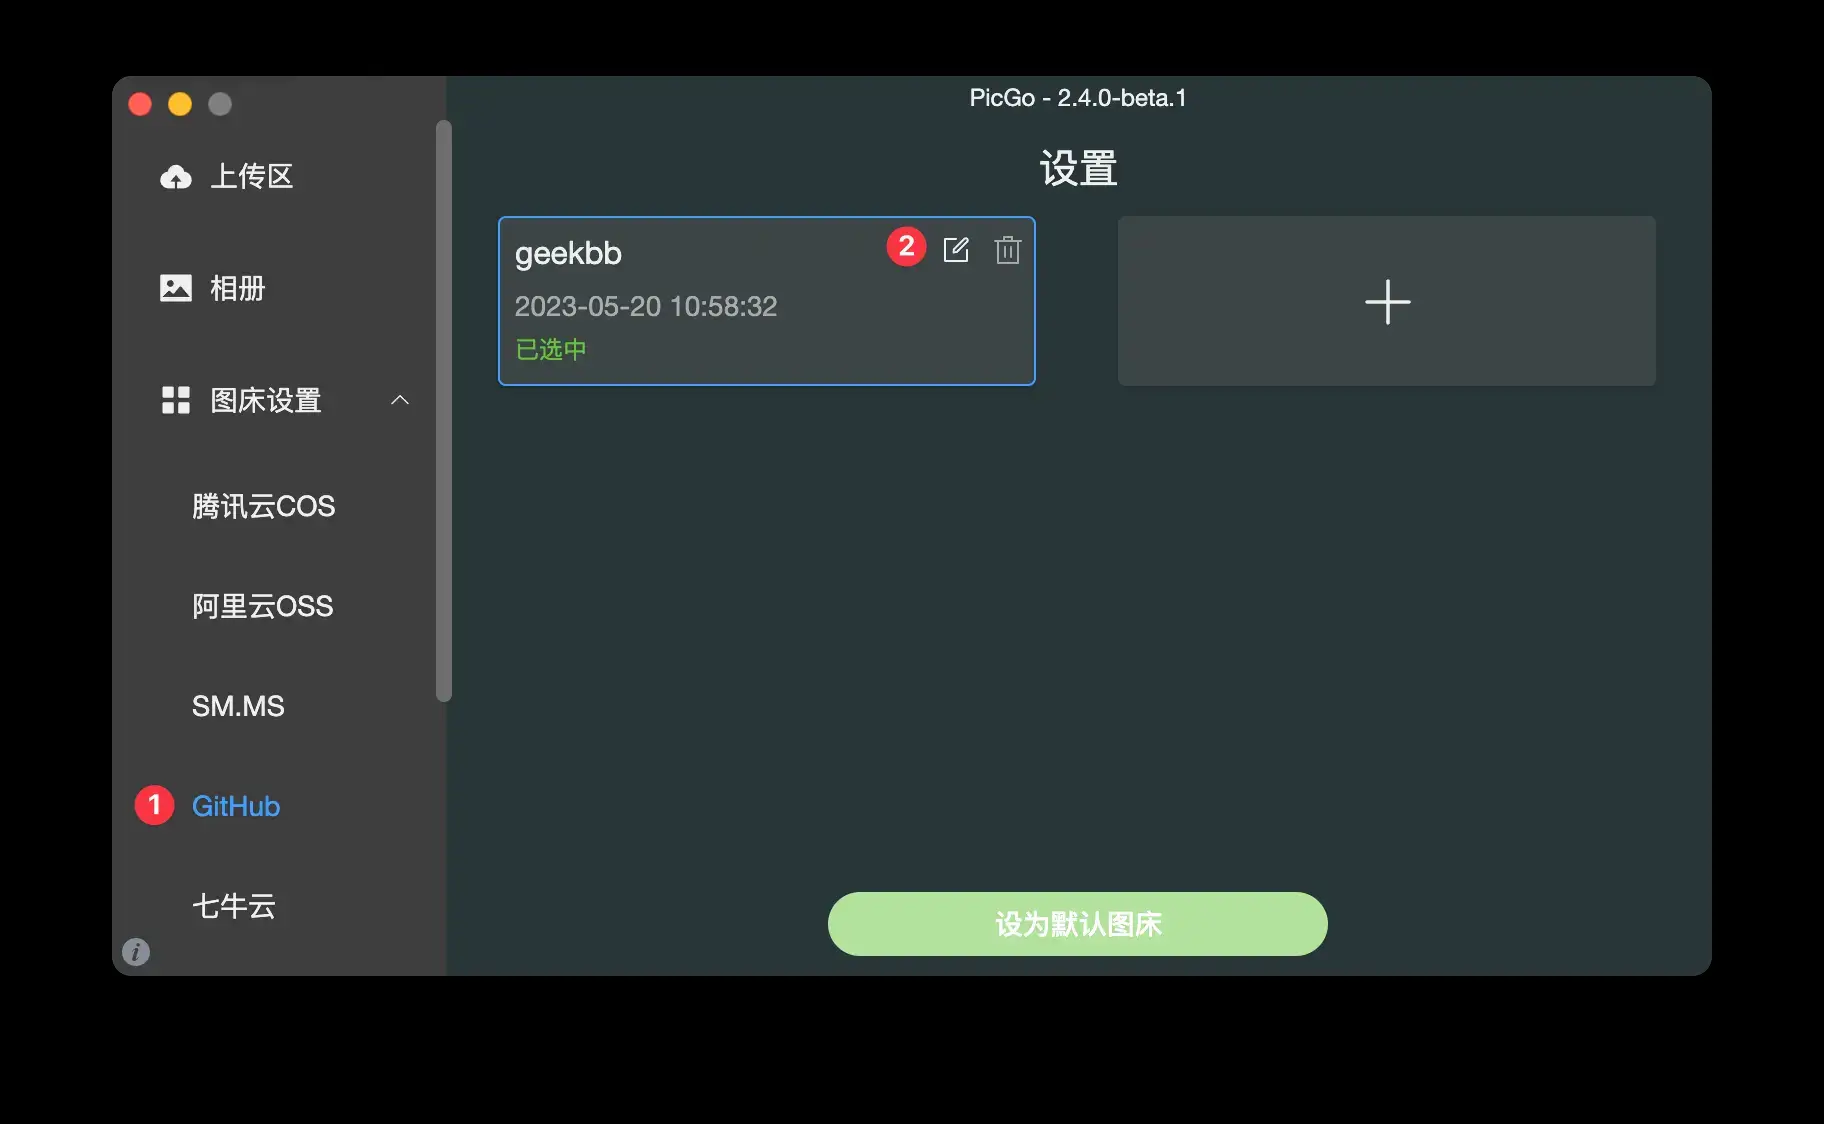 PicGo - 2.4.0-beta.1
上传区
相册
图床设置
腾讯云COS
阿里云OSS
SM.MS
1 GitHub
七牛云
设置
geekbb 2
2023-05-20 10:58:32
已选中
设为默认图床